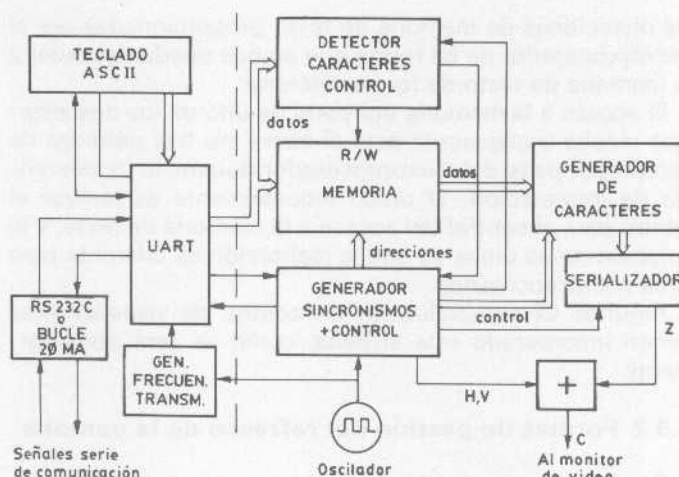 TECLADO
ASCII
DETECTOR
CARACTERES
CONTROL
datos
R/W
MEMORIA
datos
GENERADOR
DE
CARACTERES
UART
direcciones
GENERADOR
SINCRONISMOS
+CONTROL
control
SERIALIZADOR
RS 232C
o
BUCLE
20 MA
GEN.
FRECUEN.
TRANSM.
H,V
+
Z
C
Señales serie
de comunicación
Oscilador
Al monitor
de video